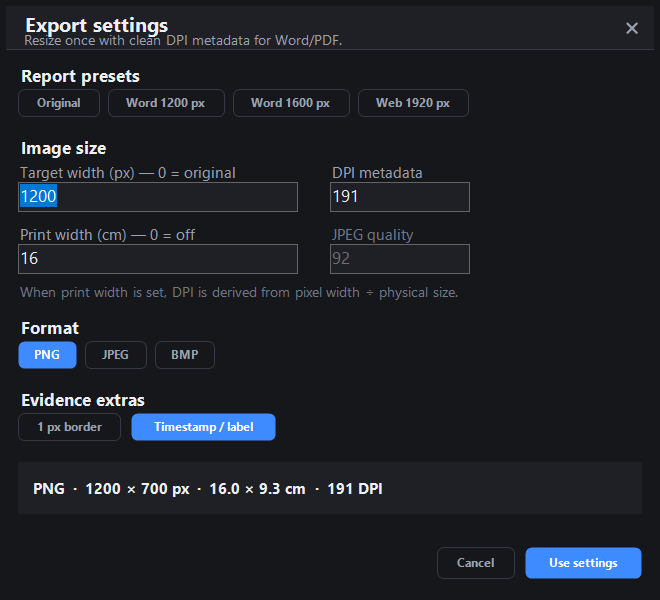 Export settings
Resize once with clean DPI metadata for Word/PDF.
Report presets
Original Word 1200 px Word 1600 px Web 1920 px
Image size
Target width (px) — 0 = original DPI metadata
1200 191
Print width (cm) — 0 = off JPEG quality
16 92
When print width is set, DPI is derived from pixel width ÷ physical size.
Format
PNG JPEG BMP
Evidence extras
1 px border Timestamp / label
PNG · 1200 × 700 px · 16.0 × 9.3 cm · 191 DPI
Cancel Use settings